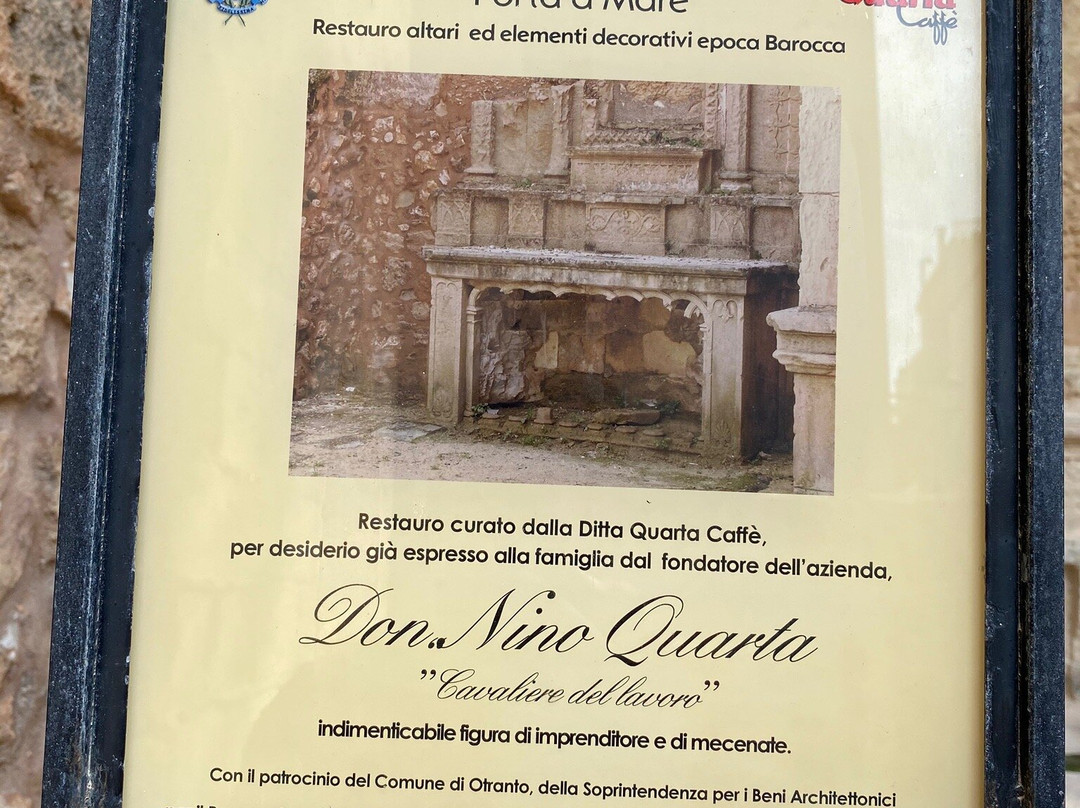 Porta a Mare
Quarta
Caffè
Restauro altari ed elementi decorativi epoca Barocca
Restauro curato dalla Ditta Quarta Caffè,
per desiderio già espresso alla famiglia dal fondatore dell'azienda,
Don Nino Quarta
"Cavaliere del lavoro"
indimenticabile figura di imprenditore e di mecenate.
Con il patrocinio del Comune di Otranto, della Soprintendenza per i Beni Architettonici